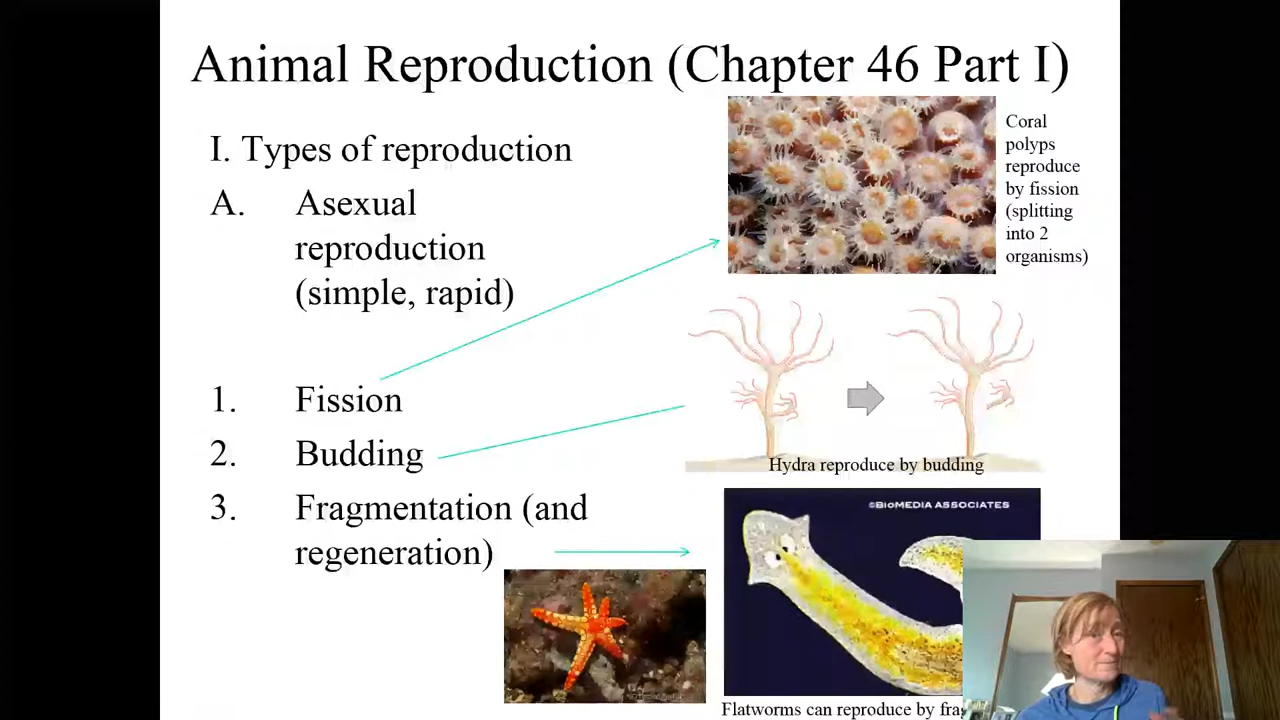 Animal Reproduction (Chapter 46 Part I)
I. Types of reproduction
A. Asexual
reproduction
(simple, rapid)
1. Fission
2. Budding
3. Fragmentation (and
regeneration)
Coral
polyps
reproduce
by fission
(splitting
into 2
organisms)
Hydra reproduce by budding
©BIOMEDIA ASSOCIATES
Flatworms can reproduce by